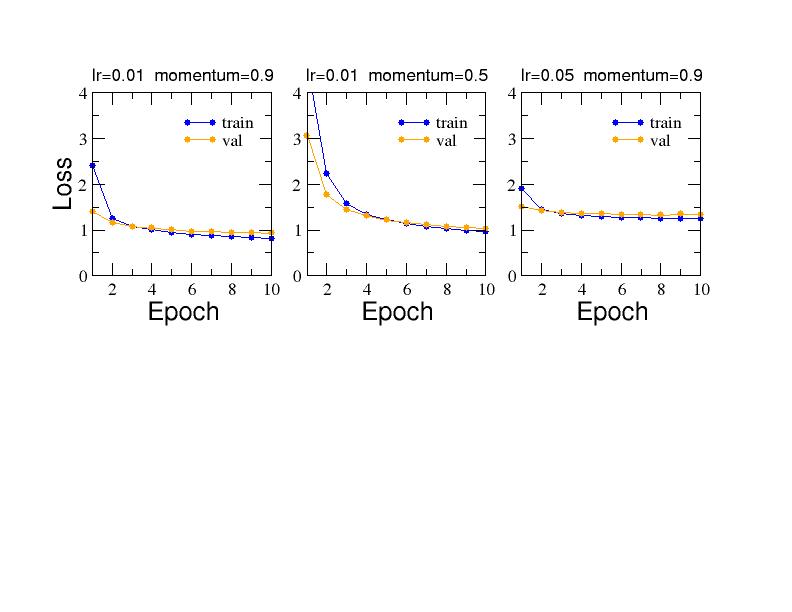 lr=0.01 momentum=0.9
4
3
2
1
0
Loss
train
val
2 4 6 8 10
Epoch
lr=0.01 momentum=0.5
4
3
2
1
0
train
val
2 4 6 8 10
Epoch
lr=0.05 momentum=0.9
4
3
2
1
0
train
val
2 4 6 8 10
Epoch